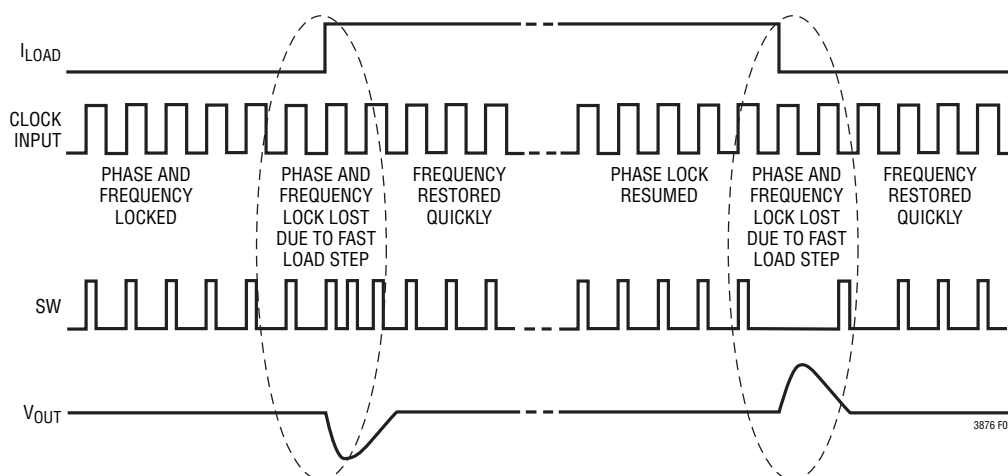 ILOAD
CLOCK
INPUT
PHASE AND
FREQUENCY
LOCKED
PHASE AND
FREQUENCY
LOCK LOST
DUE TO FAST
LOAD STEP
FREQUENCY
RESTORED
QUICKLY
PHASE LOCK
RESUMED
PHASE AND
FREQUENCY
LOCK LOST
DUE TO FAST
LOAD STEP
FREQUENCY
RESTORED
QUICKLY
SW
VOUT
3876 F0